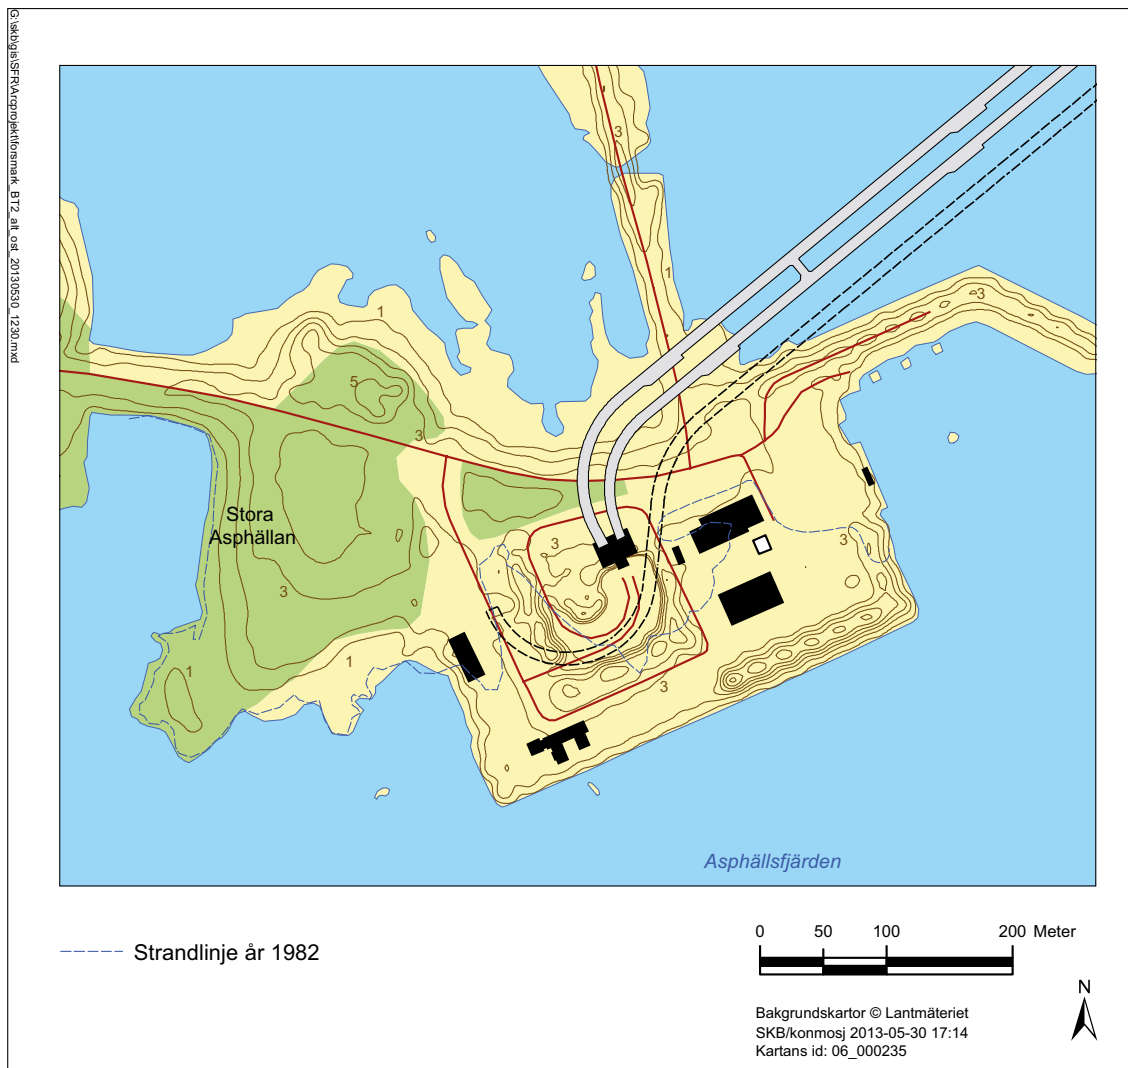 G:\skb\gis\SFR\Arcprojekt\forsmark_BT2_alt_ost_20130530_1230.mxd
3
1
1
3
5
3
Stora
Asphällan
3
3
3
1
1
3
Asphällsfjärden
Strandlinje år 1982
0 50 100 200 Meter
N
Bakgrundskartor © Lantmäteriet
SKB/konmosj 2013-05-30 17:14
Kartans id: 06_000235